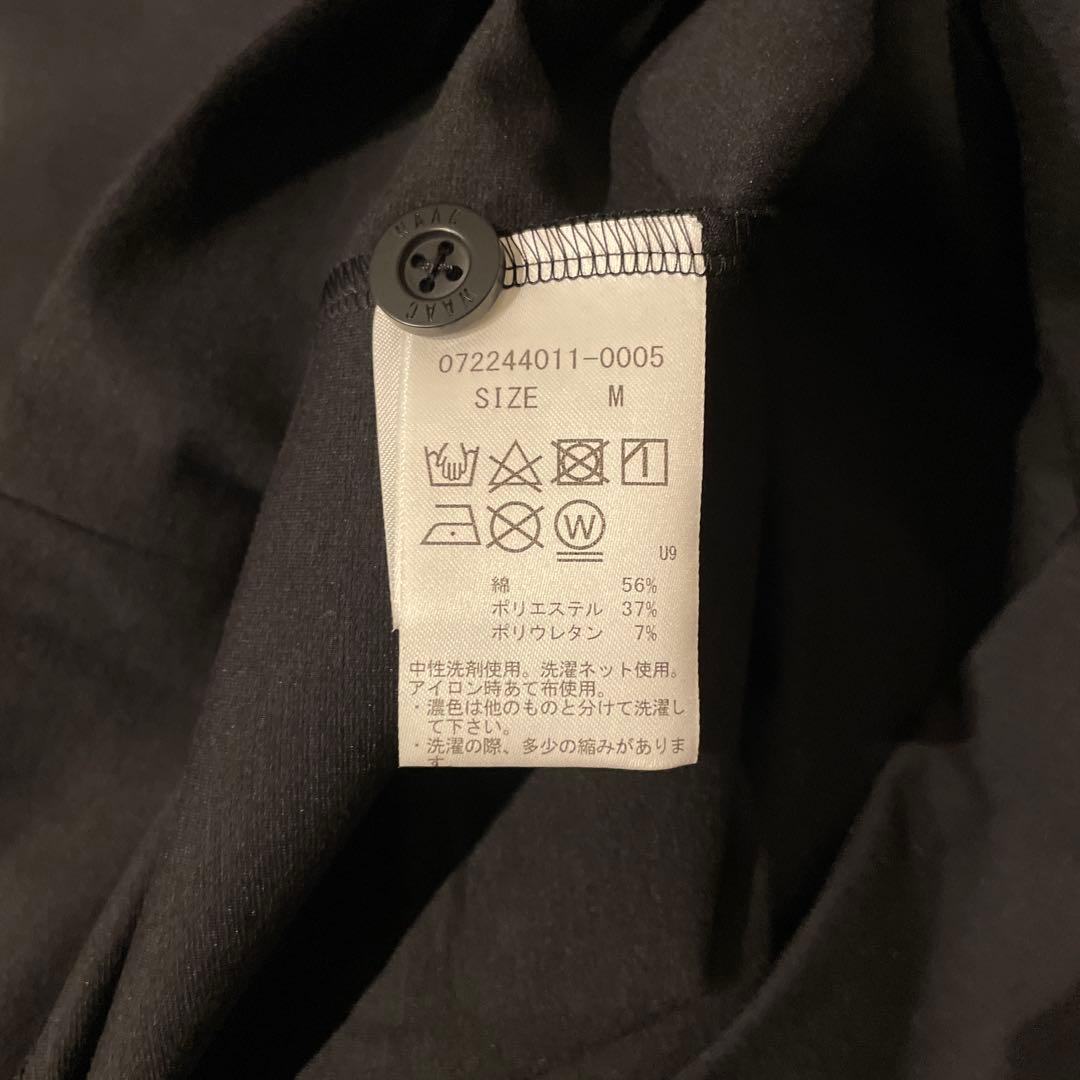 NAAC
NAAC
072244011-0005
SIZE M
W
U9
綿 56%
ポリエステル 37%
ポリウレタン 7%
中性洗剤使用。洗濯ネット使用。
アイロン時あて布使用。
・濃色は他のものと分けて洗濯し
て下さい。
・洗濯の際、多少の縮みがありま
す